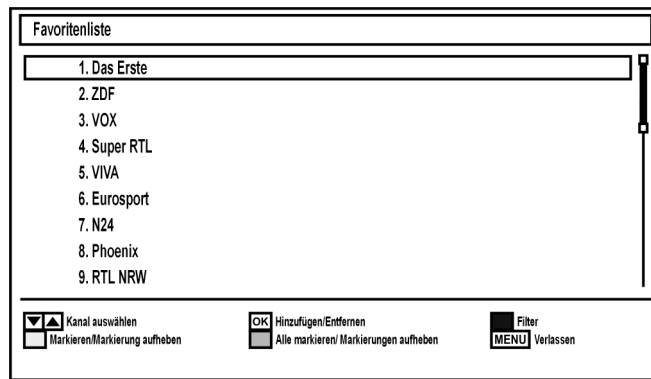 Favoritenliste
1. Das Erste
2. ZDF
3. VOX
4. Super RTL
5. VIVA
6. Eurosport
7. N24
8. Phoenix
9. RTL NRW
Kanal auswählen OK Hinzufügen/Entfernen Filter
Markieren/Markierung aufheben Alle markieren/ Markierungen aufheben MENU Verlassen